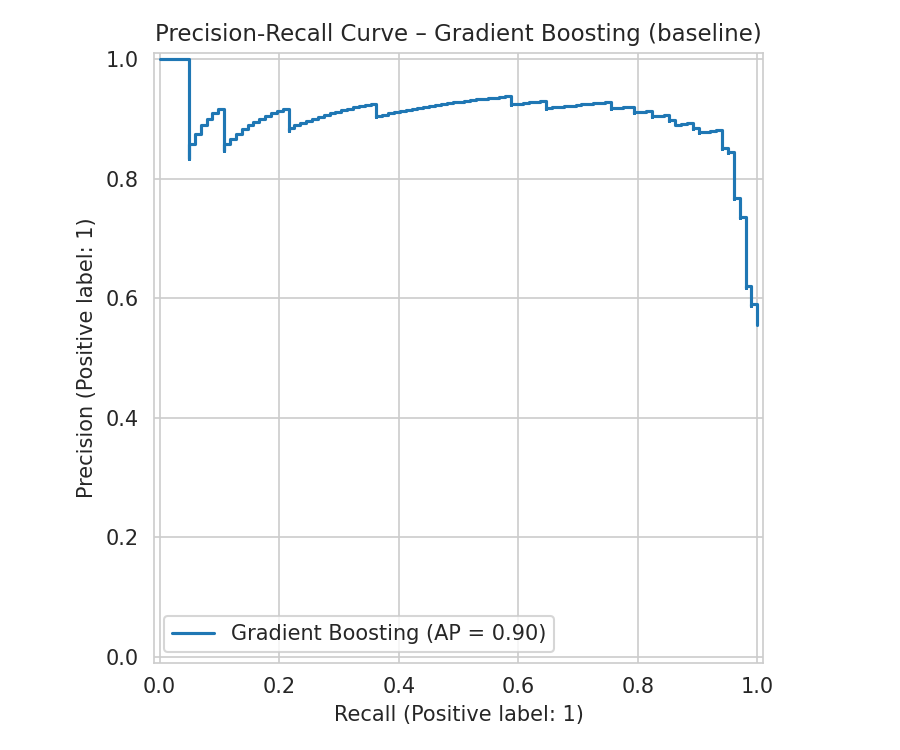 Precision-Recall Curve – Gradient Boosting (baseline)
Precision (Positive label: 1)
1.0
0.8
0.6
0.4
0.2
0.0
Gradient Boosting (AP = 0.90)
0.0 0.2 0.4 0.6 0.8 1.0
Recall (Positive label: 1)